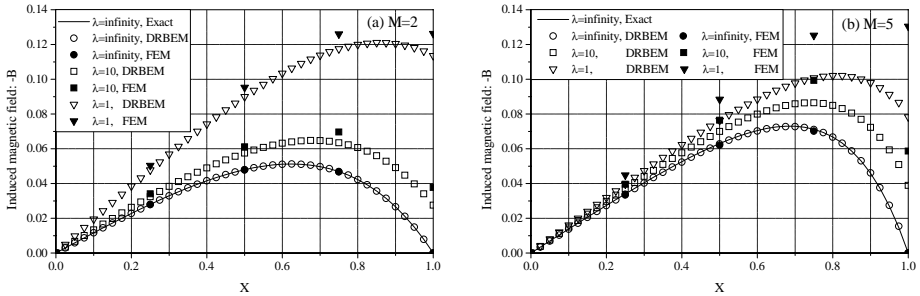 (a) M=2
λ=infinity, Exact
λ=infinity, DRBEM
λ=infinity, FEM
λ=10, DRBEM
λ=10, FEM
λ=1, DRBEM
λ=1, FEM
Induced magnetic field: -B
0.14
0.12
0.10
0.08
0.06
0.04
0.02
0.00
0.0 0.2 0.4 0.6 0.8 1.0
X
(b) M=5
λ=infinity, Exact
λ=infinity, DRBEM λ=infinity, FEM
λ=10, DRBEM λ=10, FEM
λ=1, DRBEM λ=1, FEM
Induced magnetic field: -B
0.14
0.12
0.10
0.08
0.06
0.04
0.02
0.00
0.0 0.2 0.4 0.6 0.8 1.0
X